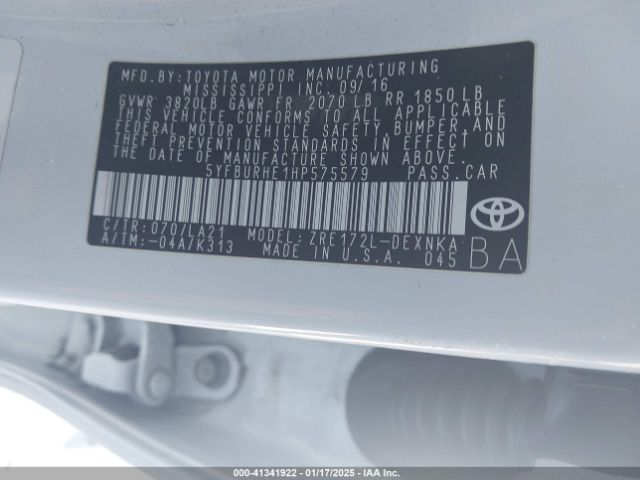 MFD.BY:TOYOTA MOTOR MANUFACTURING
MISSISSIPPI INC. 09/16
GVWR 3820LB GAWR FR 2070 LB RR 1850LB
THIS VEHICLE CONFORMS TO ALL APPLICABLE
FEDERAL MOTOR VEHICLE SAFETY,BUMPER,AND
THEFT PREVENTION STANDARDS IN EFFECT ON
THE DATE OF MANUFACTURE SHOWN ABOVE.
5YFBURHE1HP575579 PASS.CAR
C/TR:070/LA21 MODEL:ZRE172L-DEXNKA
A/TM:-04A/K313 MADE IN U.S.A. 045
BA
000-41341922 - 01/17/2025 - IAA Inc.